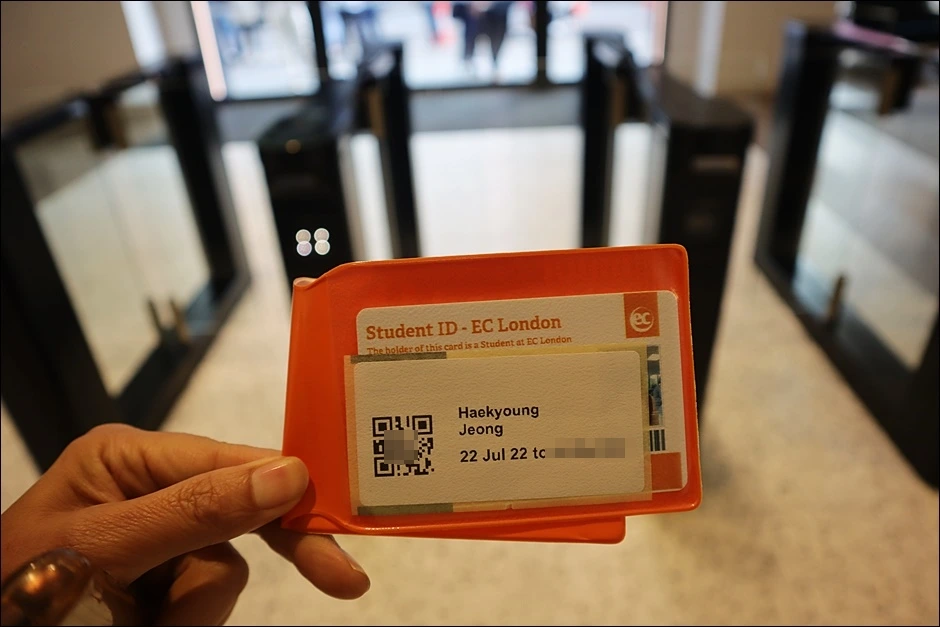 Student ID - EC London
ec
The holder of this card is a Student at EC London
Haekyoung
Jeong
22 Jul 22 to